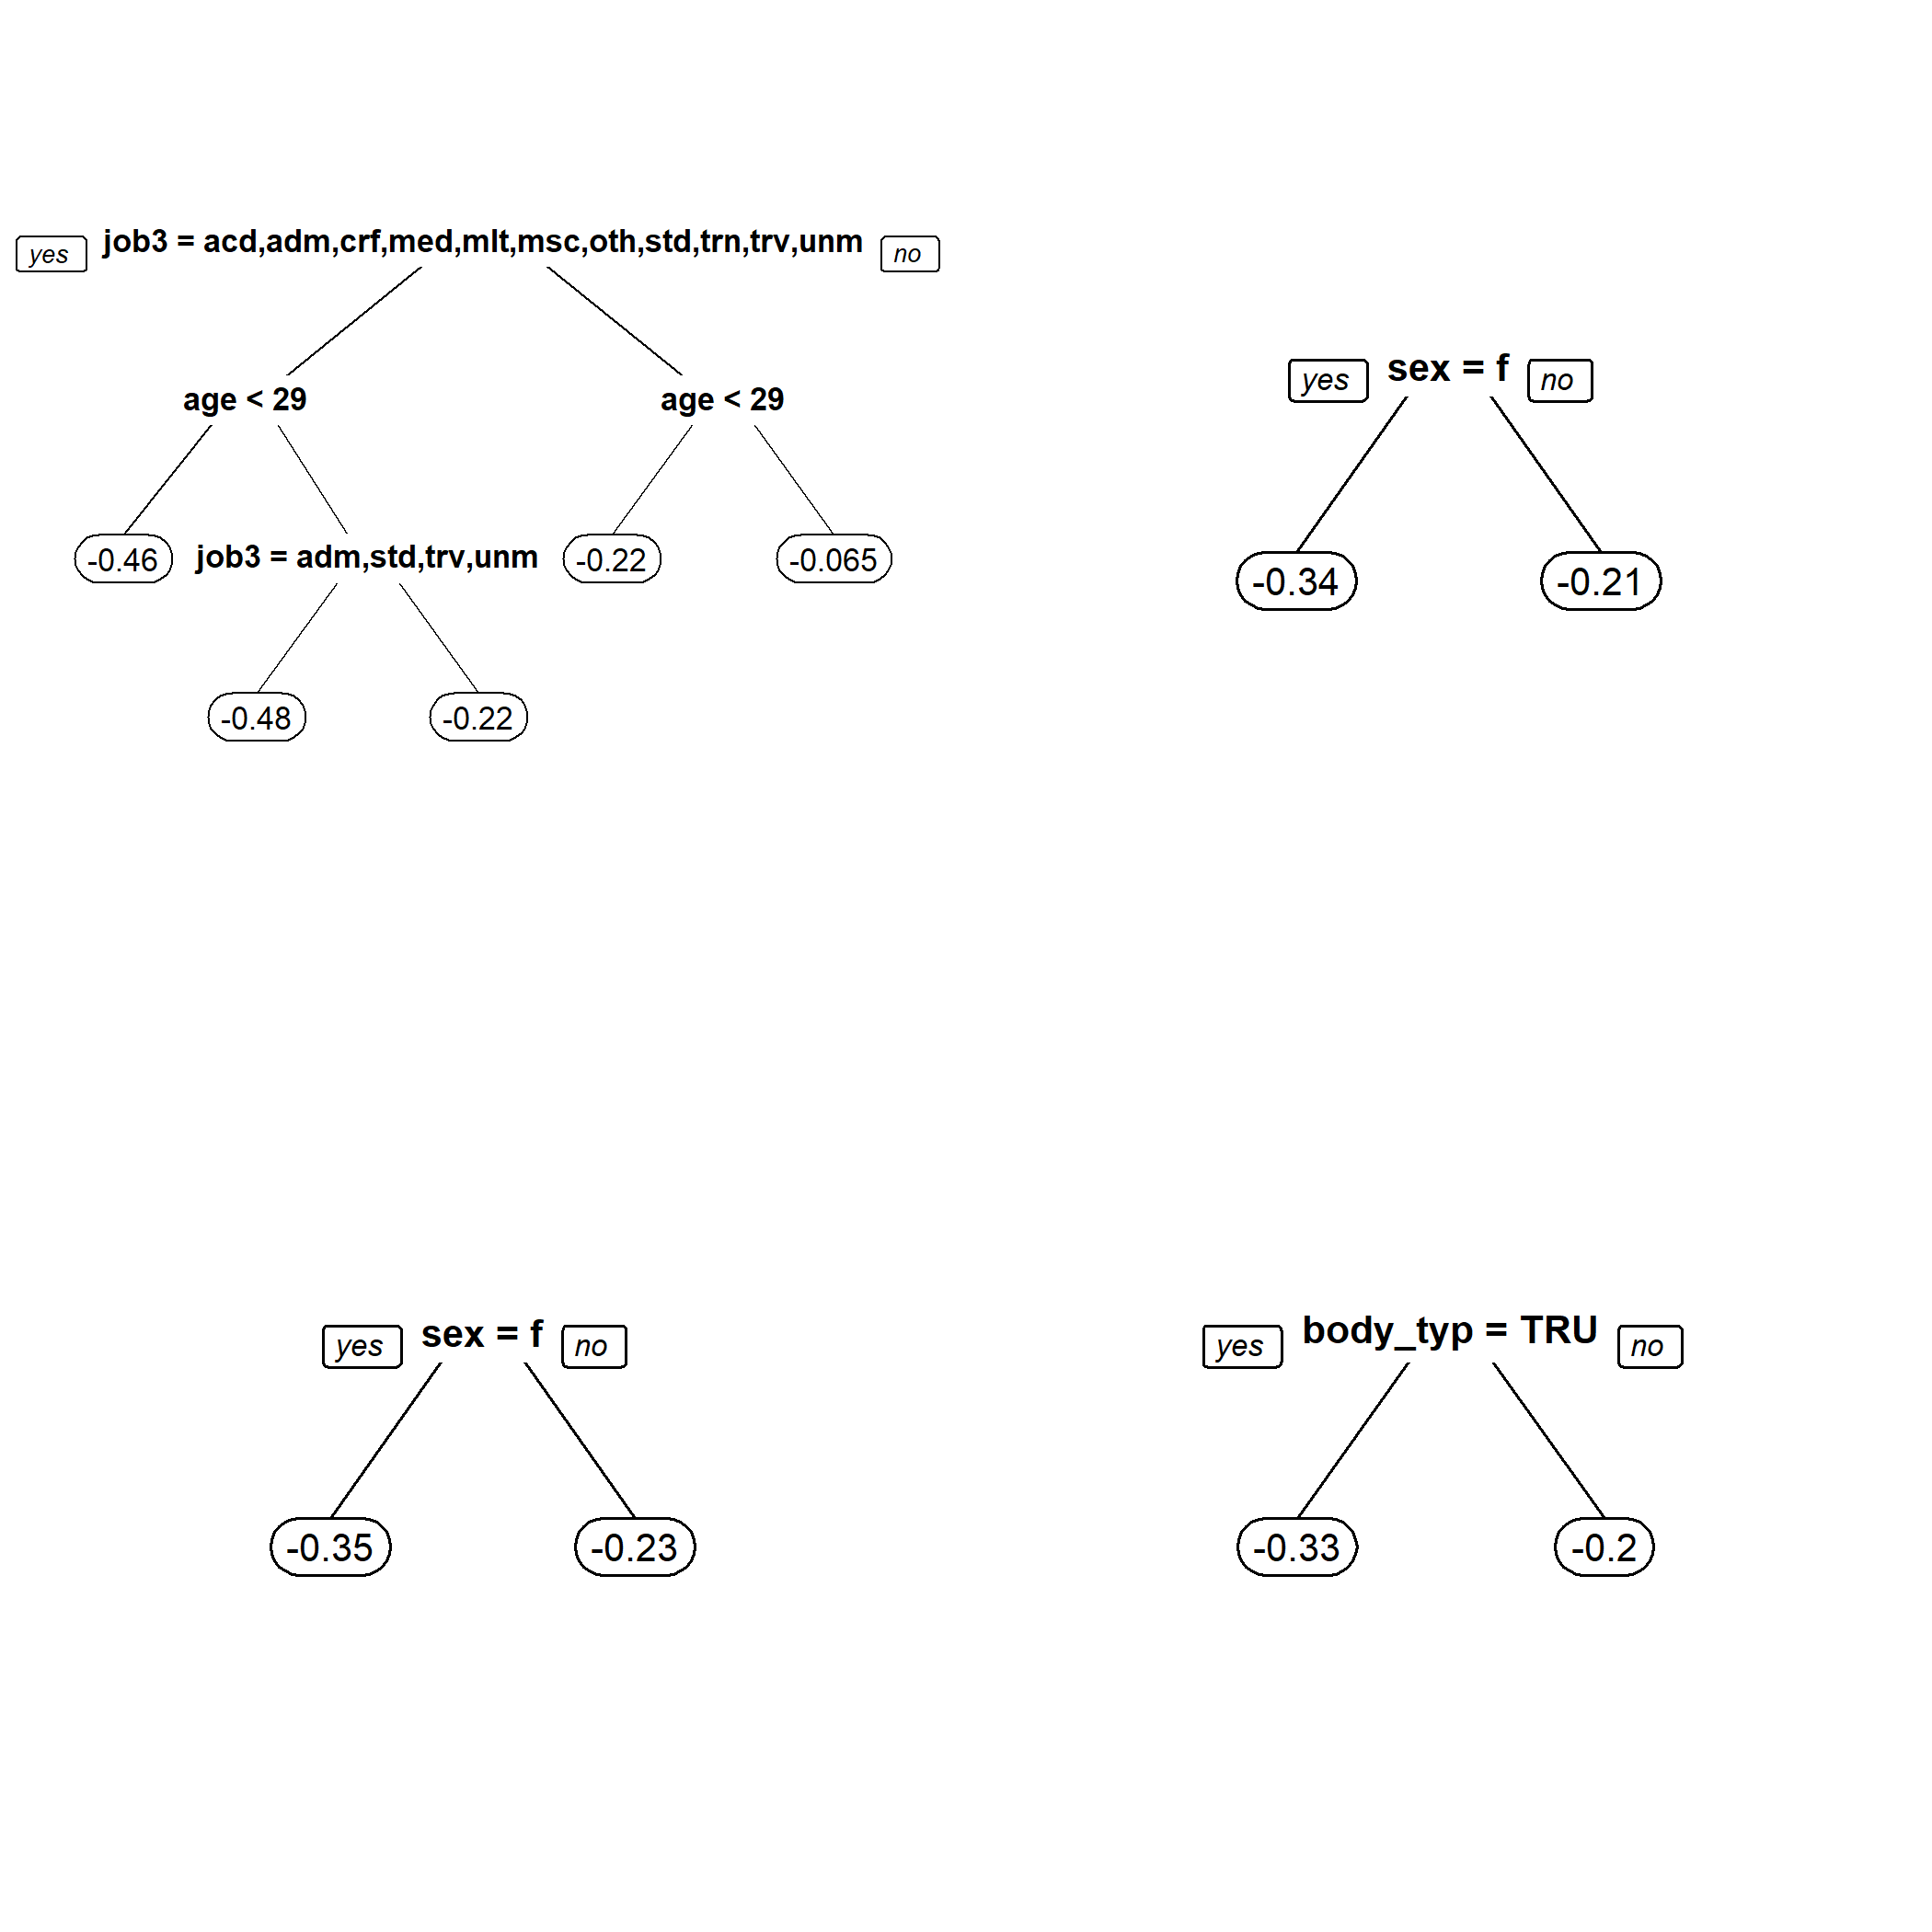 yes job3 = acd,adm,crf,med,mlt,msc,oth,std,trn,trv,unm no
age < 29 age < 29
-0.46 job3 = adm,std,trv,unm -0.22 -0.065
-0.48 -0.22
yes sex = f no
-0.34 -0.21
yes sex = f no
-0.35 -0.23
yes body_typ = TRU no
-0.33 -0.2